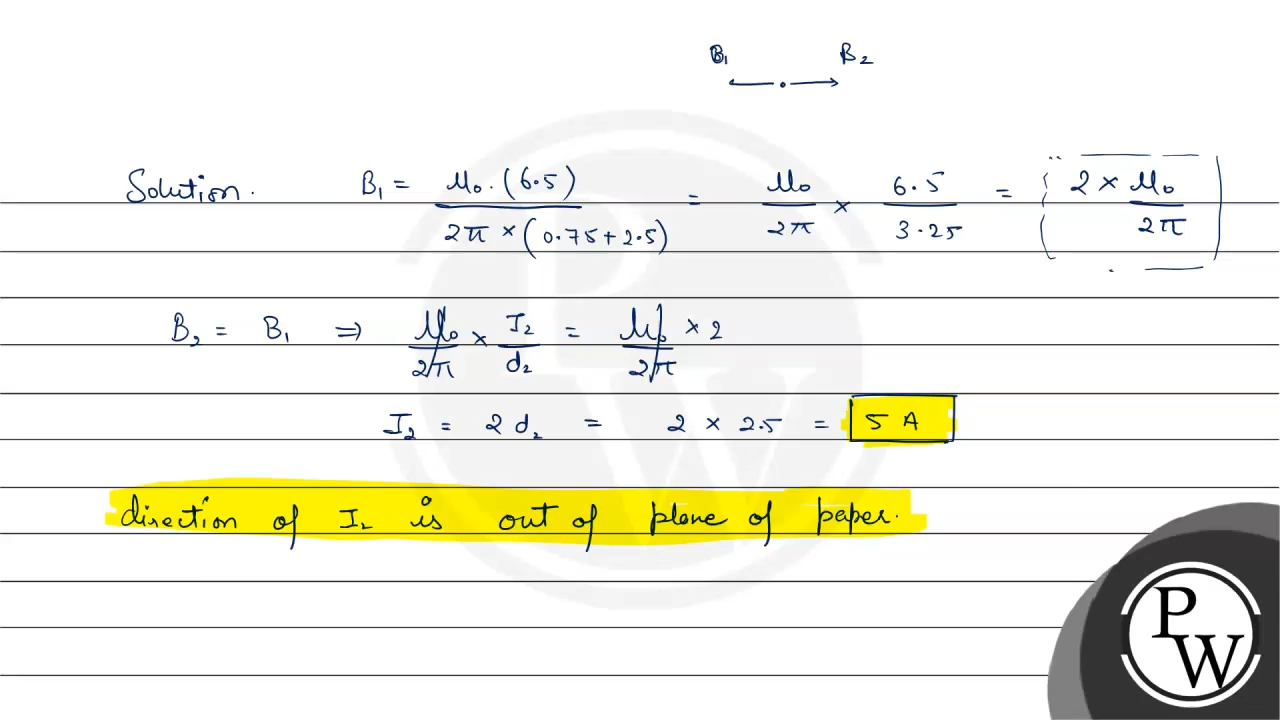 B₁ B₂
Solution. B₁ = μ₀.(6.5) / 2π × (0.75+2.5) = μ₀ / 2π × 6.5 / 3.25 = 2 × μ₀ / 2π
B₂ = B₁ ⇒ μ₀ / 2π × I₂ / d₂ = μ₀ / 2π × 2
I₂ = 2 d₂ = 2 × 2.5 = 5 A
direction of I₂ is out of plane of paper.
PW
PW